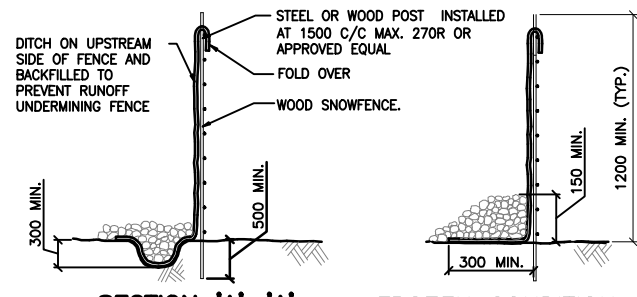 STEEL OR WOOD POST INSTALLED
AT 1500 C/C MAX. 270R OR
APPROVED EQUAL
FOLD OVER
WOOD SNOWFENCE.
DITCH ON UPSTREAM
SIDE OF FENCE AND
BACKFILLED TO
PREVENT RUNOFF
UNDERMINING FENCE
300 MIN.
500 MIN.
150 MIN.
1200 MIN. (TYP.)
300 MIN.